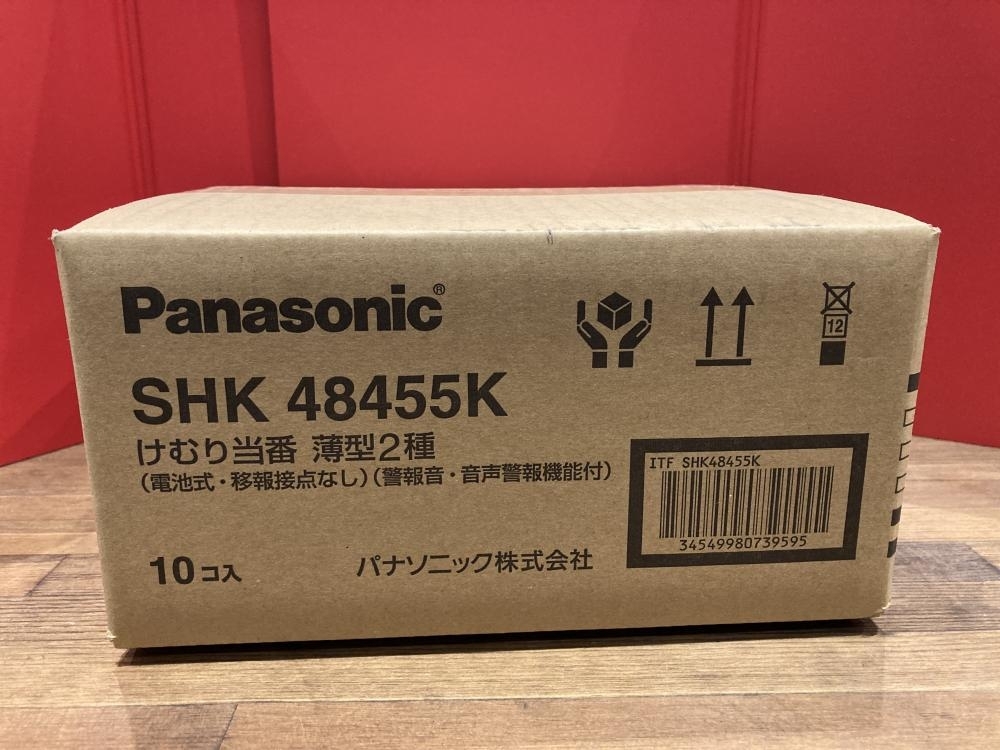 Panasonic®
SHK 48455K
けむり当番 薄型2種
(電池式・移報接点なし)(警報音・音声警報機能付)
10コ入
パナソニック株式会社
12
ITF SHK48455K
34549980739595